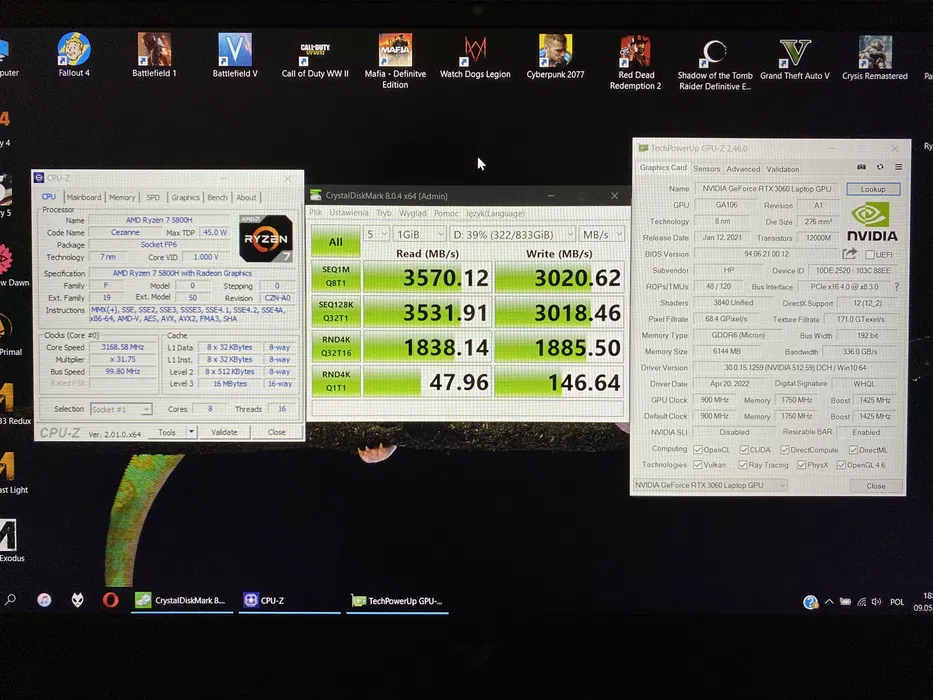 puter
Fallout 4
Battlefield 1
Battlefield V
CALL OF DUTY WWII
Call of Duty WW II
MAFIA
Mafia - Definitive Edition
Watch Dogs Legion
Cyberpunk 2077
Red Dead Redemption 2
Shadow of the Tomb Raider Definitive E...
Grand Theft Auto V
Crysis Remastered
Pa
y 4
y 5
w Dawn
Primal
33 Redux
ast Light
Exodus
Ry
CPU-Z
CPU Mainboard Memory SPD Graphics Bench About
Processor
Name AMD Ryzen 7 5800H
Code Name Cezanne Max TDP 45.0 W
Package Socket FP6
Technology 7 nm Core VID 1.000 V
AMD RYZEN 7
Specification AMD Ryzen 7 5800H with Radeon Graphics
Family F Model 0 Stepping 0
Ext. Family 19 Ext. Model 50 Revision CZN-A0
Instructions MMX(+), SSE, SSE2, SSE3, SSSE3, SSE4.1, SSE4.2, SSE4A,
x86-64, AMD-V, AES, AVX, AVX2, FMA3, SHA
Clocks (Core #0) Cache
Core Speed 3168.58 MHz L1 Data 8 x 32 KBytes 8-way
Multiplier x 31.75 L1 Inst. 8 x 32 KBytes 8-way
Bus Speed 99.80 MHz Level 2 8 x 512 KBytes 8-way
Rated FSB Level 3 16 MBytes 16-way
Selection Socket #1 Cores 8 Threads 16
CPU-Z Ver. 2.01.0.x64 Tools Validate Close
CrystalDiskMark 8.0.4 x64 [Admin]
Plik Ustawienia Tryb Wygląd Pomoc Język(Language)
All 5 1GiB D: 39% (322/833GiB) MB/s
Read (MB/s) Write (MB/s)
SEQ1M Q8T1 3570.12 3020.62
SEQ128K Q32T1 3531.91 3018.46
RND4K Q32T16 1838.14 1885.50
RND4K Q1T1 47.96 146.64
TechPowerUp GPU-Z 2.46.0
Graphics Card Sensors Advanced Validation
Name NVIDIA GeForce RTX 3060 Laptop GPU Lookup
GPU GA106 Revision A1
Technology 8 nm Die Size 276 mm²
Release Date Jan 12, 2021 Transistors 12000M
NVIDIA
BIOS Version 94.06.21.00.12 UEFI
Subvendor HP Device ID 10DE 2520 - 103C 88EE
ROPs/TMUs 48 / 120 Bus Interface PCIe x16 4.0 @ x8 3.0 ?
Shaders 3840 Unified DirectX Support 12 (12_2)
Pixel Fillrate 68.4 GPixel/s Texture Fillrate 171.0 GTexel/s
Memory Type GDDR6 (Micron) Bus Width 192 bit
Memory Size 6144 MB Bandwidth 336.0 GB/s
Driver Version 30.0.15.1259 (NVIDIA 512.59) DCH / Win10 64
Driver Date Apr 20, 2022 Digital Signature WHQL
GPU Clock 900 MHz Memory 1750 MHz Boost 1425 MHz
Default Clock 900 MHz Memory 1750 MHz Boost 1425 MHz
NVIDIA SLI Disabled Resizable BAR Enabled
Computing OpenCL CUDA DirectCompute DirectML
Technologies Vulkan Ray Tracing PhysX OpenGL 4.6
NVIDIA GeForce RTX 3060 Laptop GPU Close
CrystalDiskMark 8... CPU-Z TechPowerUp GPU-... POL
18:
09.05